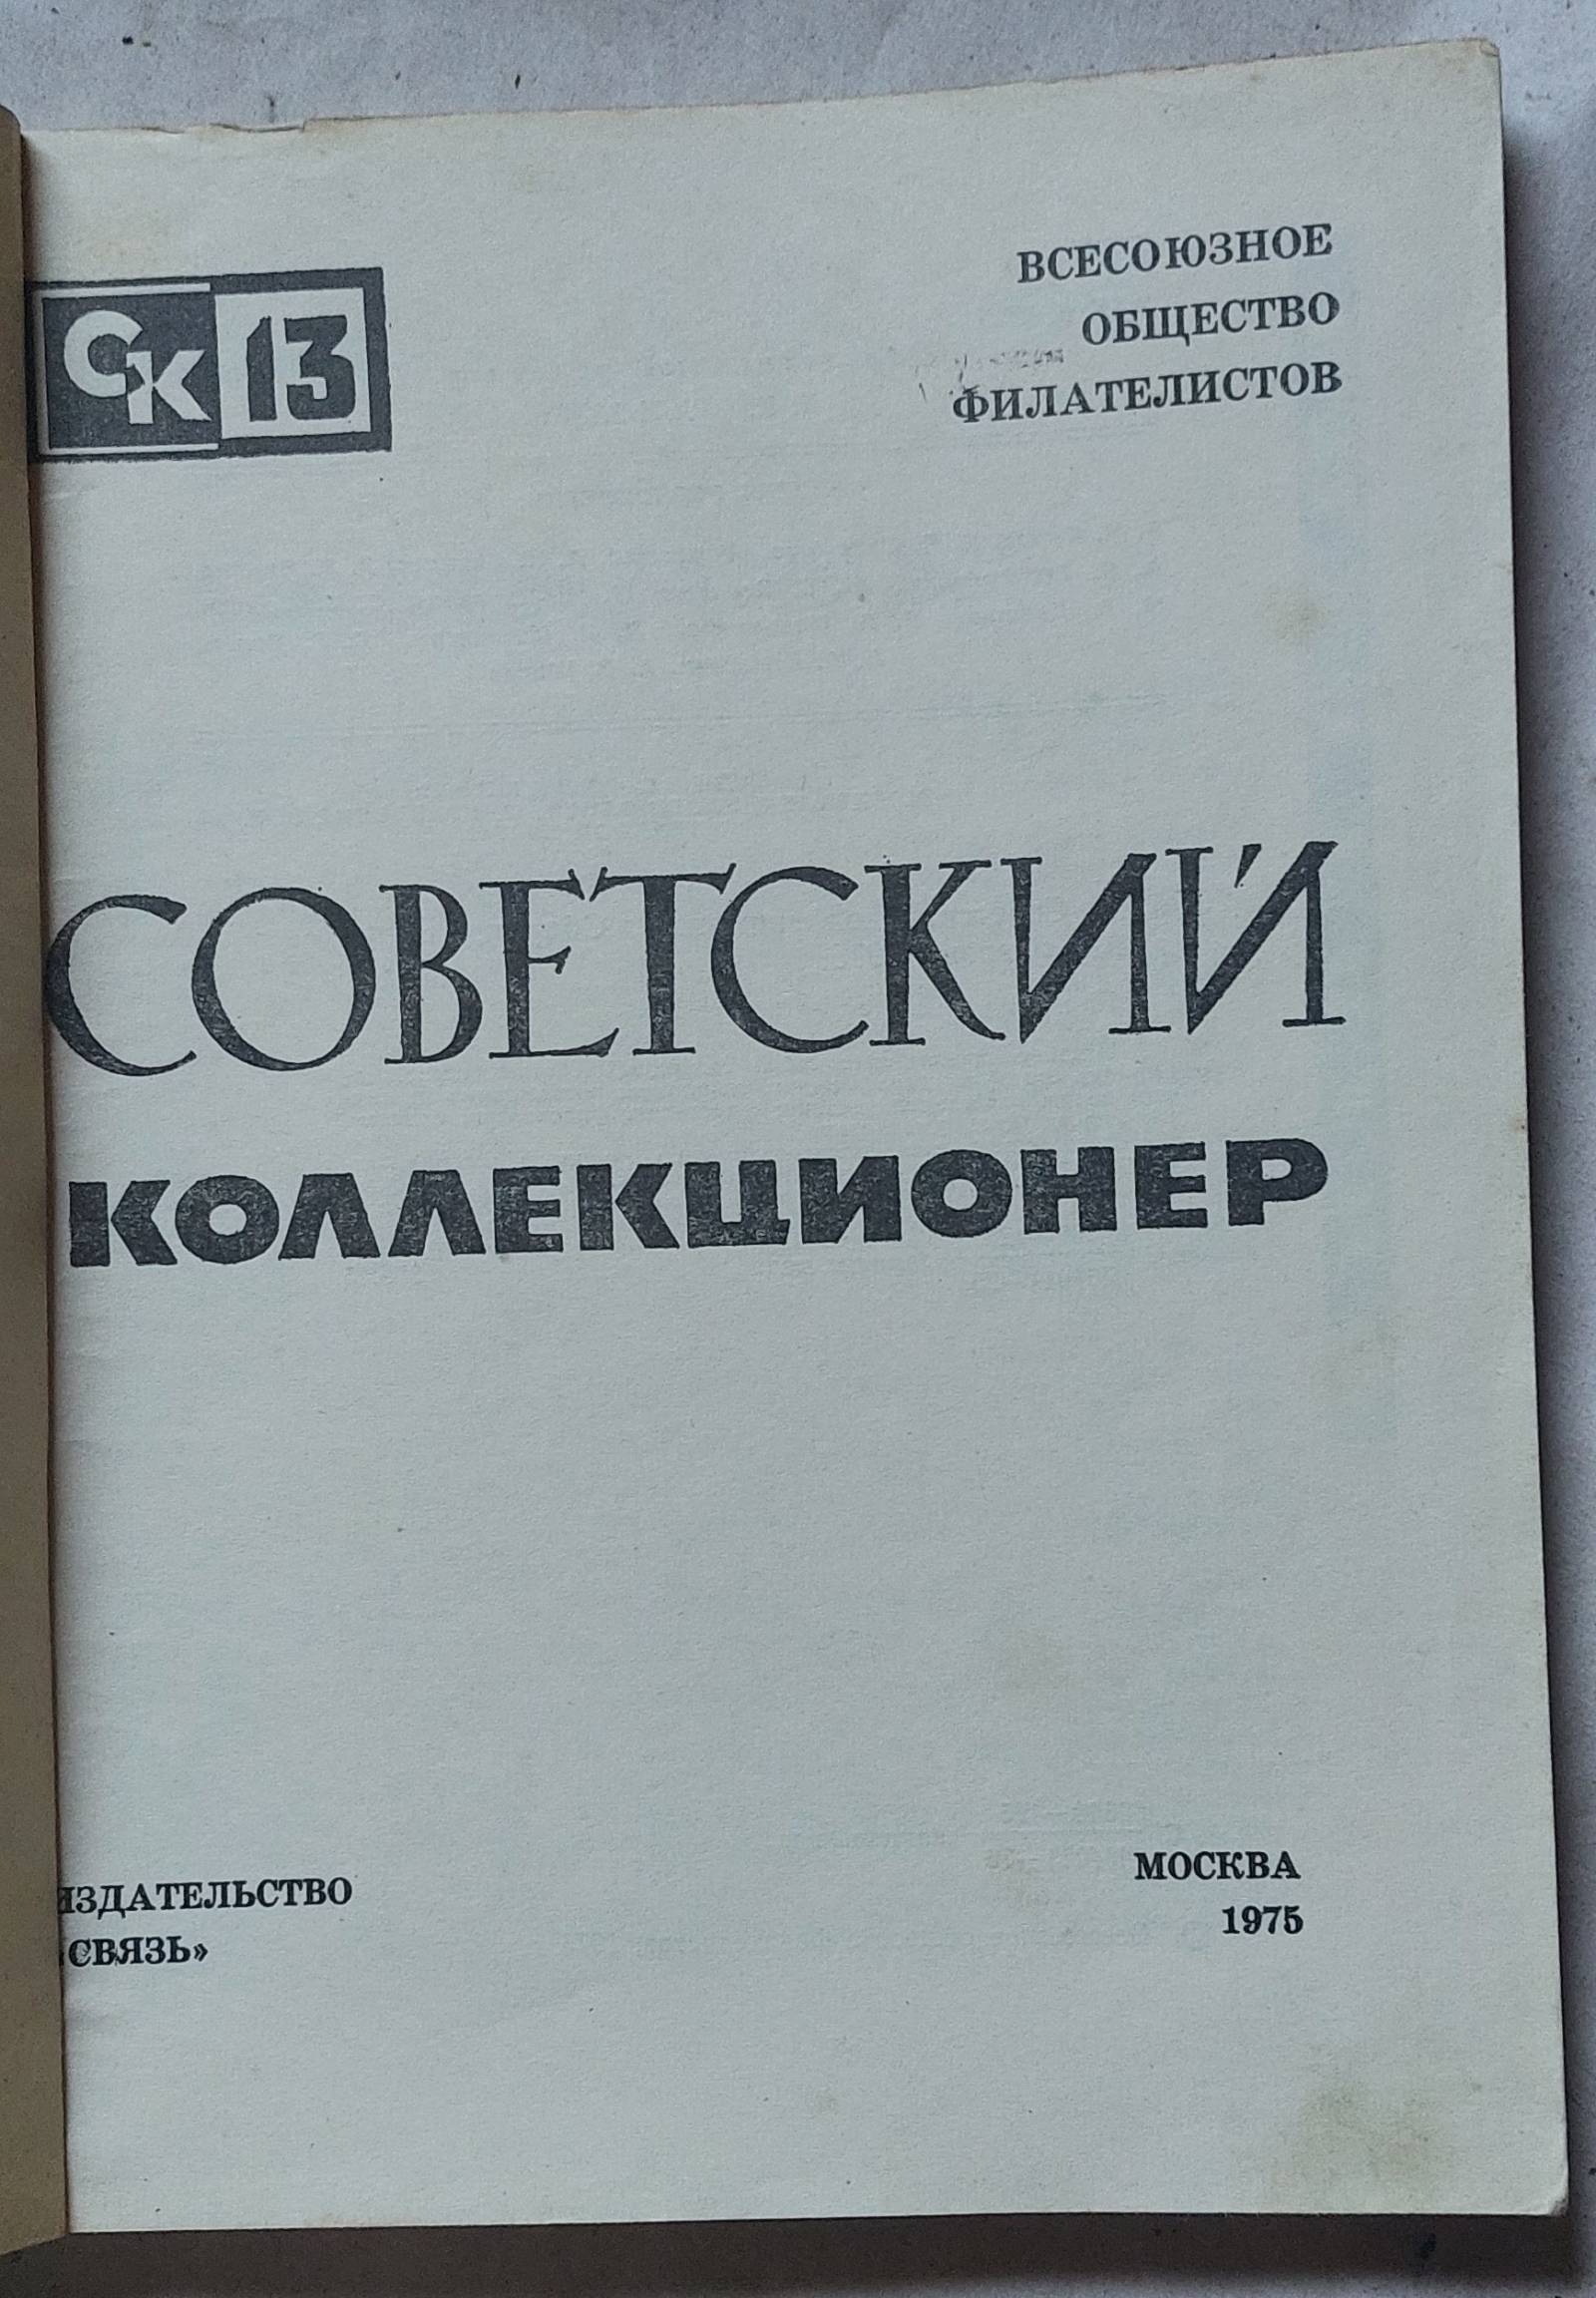 СК 13
ВСЕСОЮЗНОЕ
ОБЩЕСТВО
ФИЛАТЕЛИСТОВ
СОВЕТСКИЙ
КОЛЛЕКЦИОНЕР
ИЗДАТЕЛЬСТВО
«СВЯЗЬ»
МОСКВА
1975